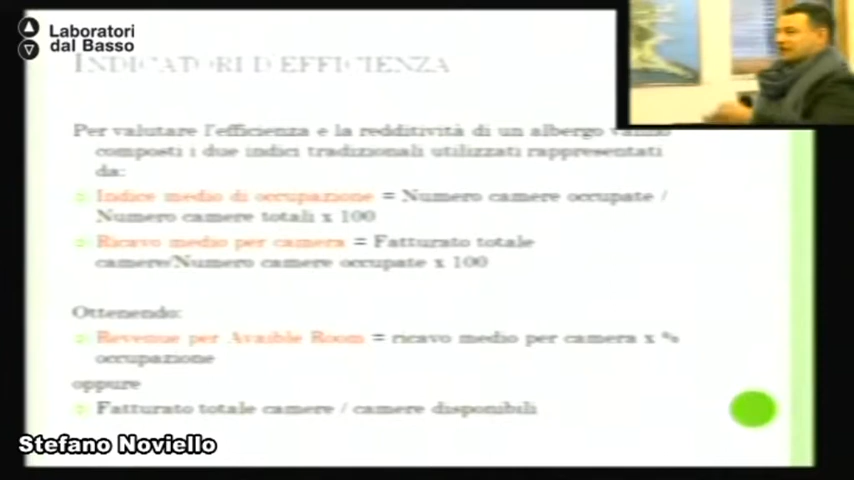 Laboratori
dal Basso
INDICATORI D'EFFICIENZA
Per valutare l'efficienza e la redditività di un albergo vanno
composti i due indici tradizionali utilizzati rappresentati
da:
Indice medio di occupazione = Numero camere occupate /
Numero camere totali x 100
Ricavo medio per camera = Fatturato totale
camere/Numero camere occupate x 100
Ottenendo:
Revenue per Avaible Room = ricavo medio per camera x %
occupazione
oppure
Fatturato totale camere / camere disponibili
Stefano Noviello